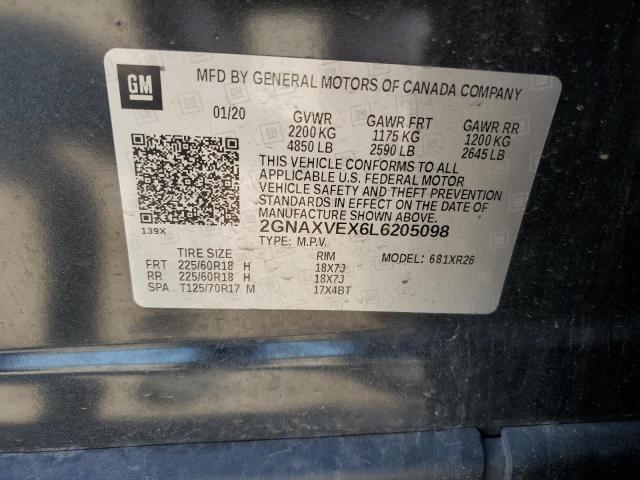 GM
MFD BY GENERAL MOTORS OF CANADA COMPANY
01/20 GVWR GAWR FRT GAWR RR
2200 KG 1175 KG 1200 KG
4850 LB 2590 LB 2645 LB
THIS VEHICLE CONFORMS TO ALL
APPLICABLE U.S. FEDERAL MOTOR
VEHICLE SAFETY AND THEFT PREVENTION
STANDARDS IN EFFECT ON THE DATE OF
MANUFACTURE SHOWN ABOVE.
139X 2GNAXVEX6L6205098
TYPE: M.P.V. MODEL: 681XR26
TIRE SIZE RIM
FRT 225/60R18 H 18X7J
RR 225/60R18 H 18X7J
SPA T125/70R17 M 17X4BT